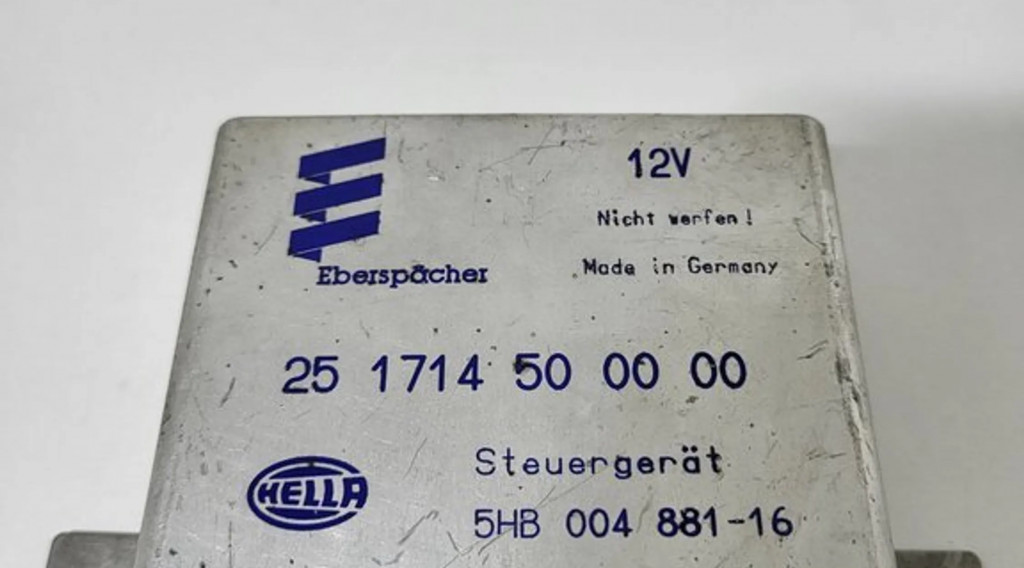 12V
Nicht werfen!
Eberspächer
Made in Germany
25 1714 50 00 00
HELLA
Steuergerät
5HB 004 881-16